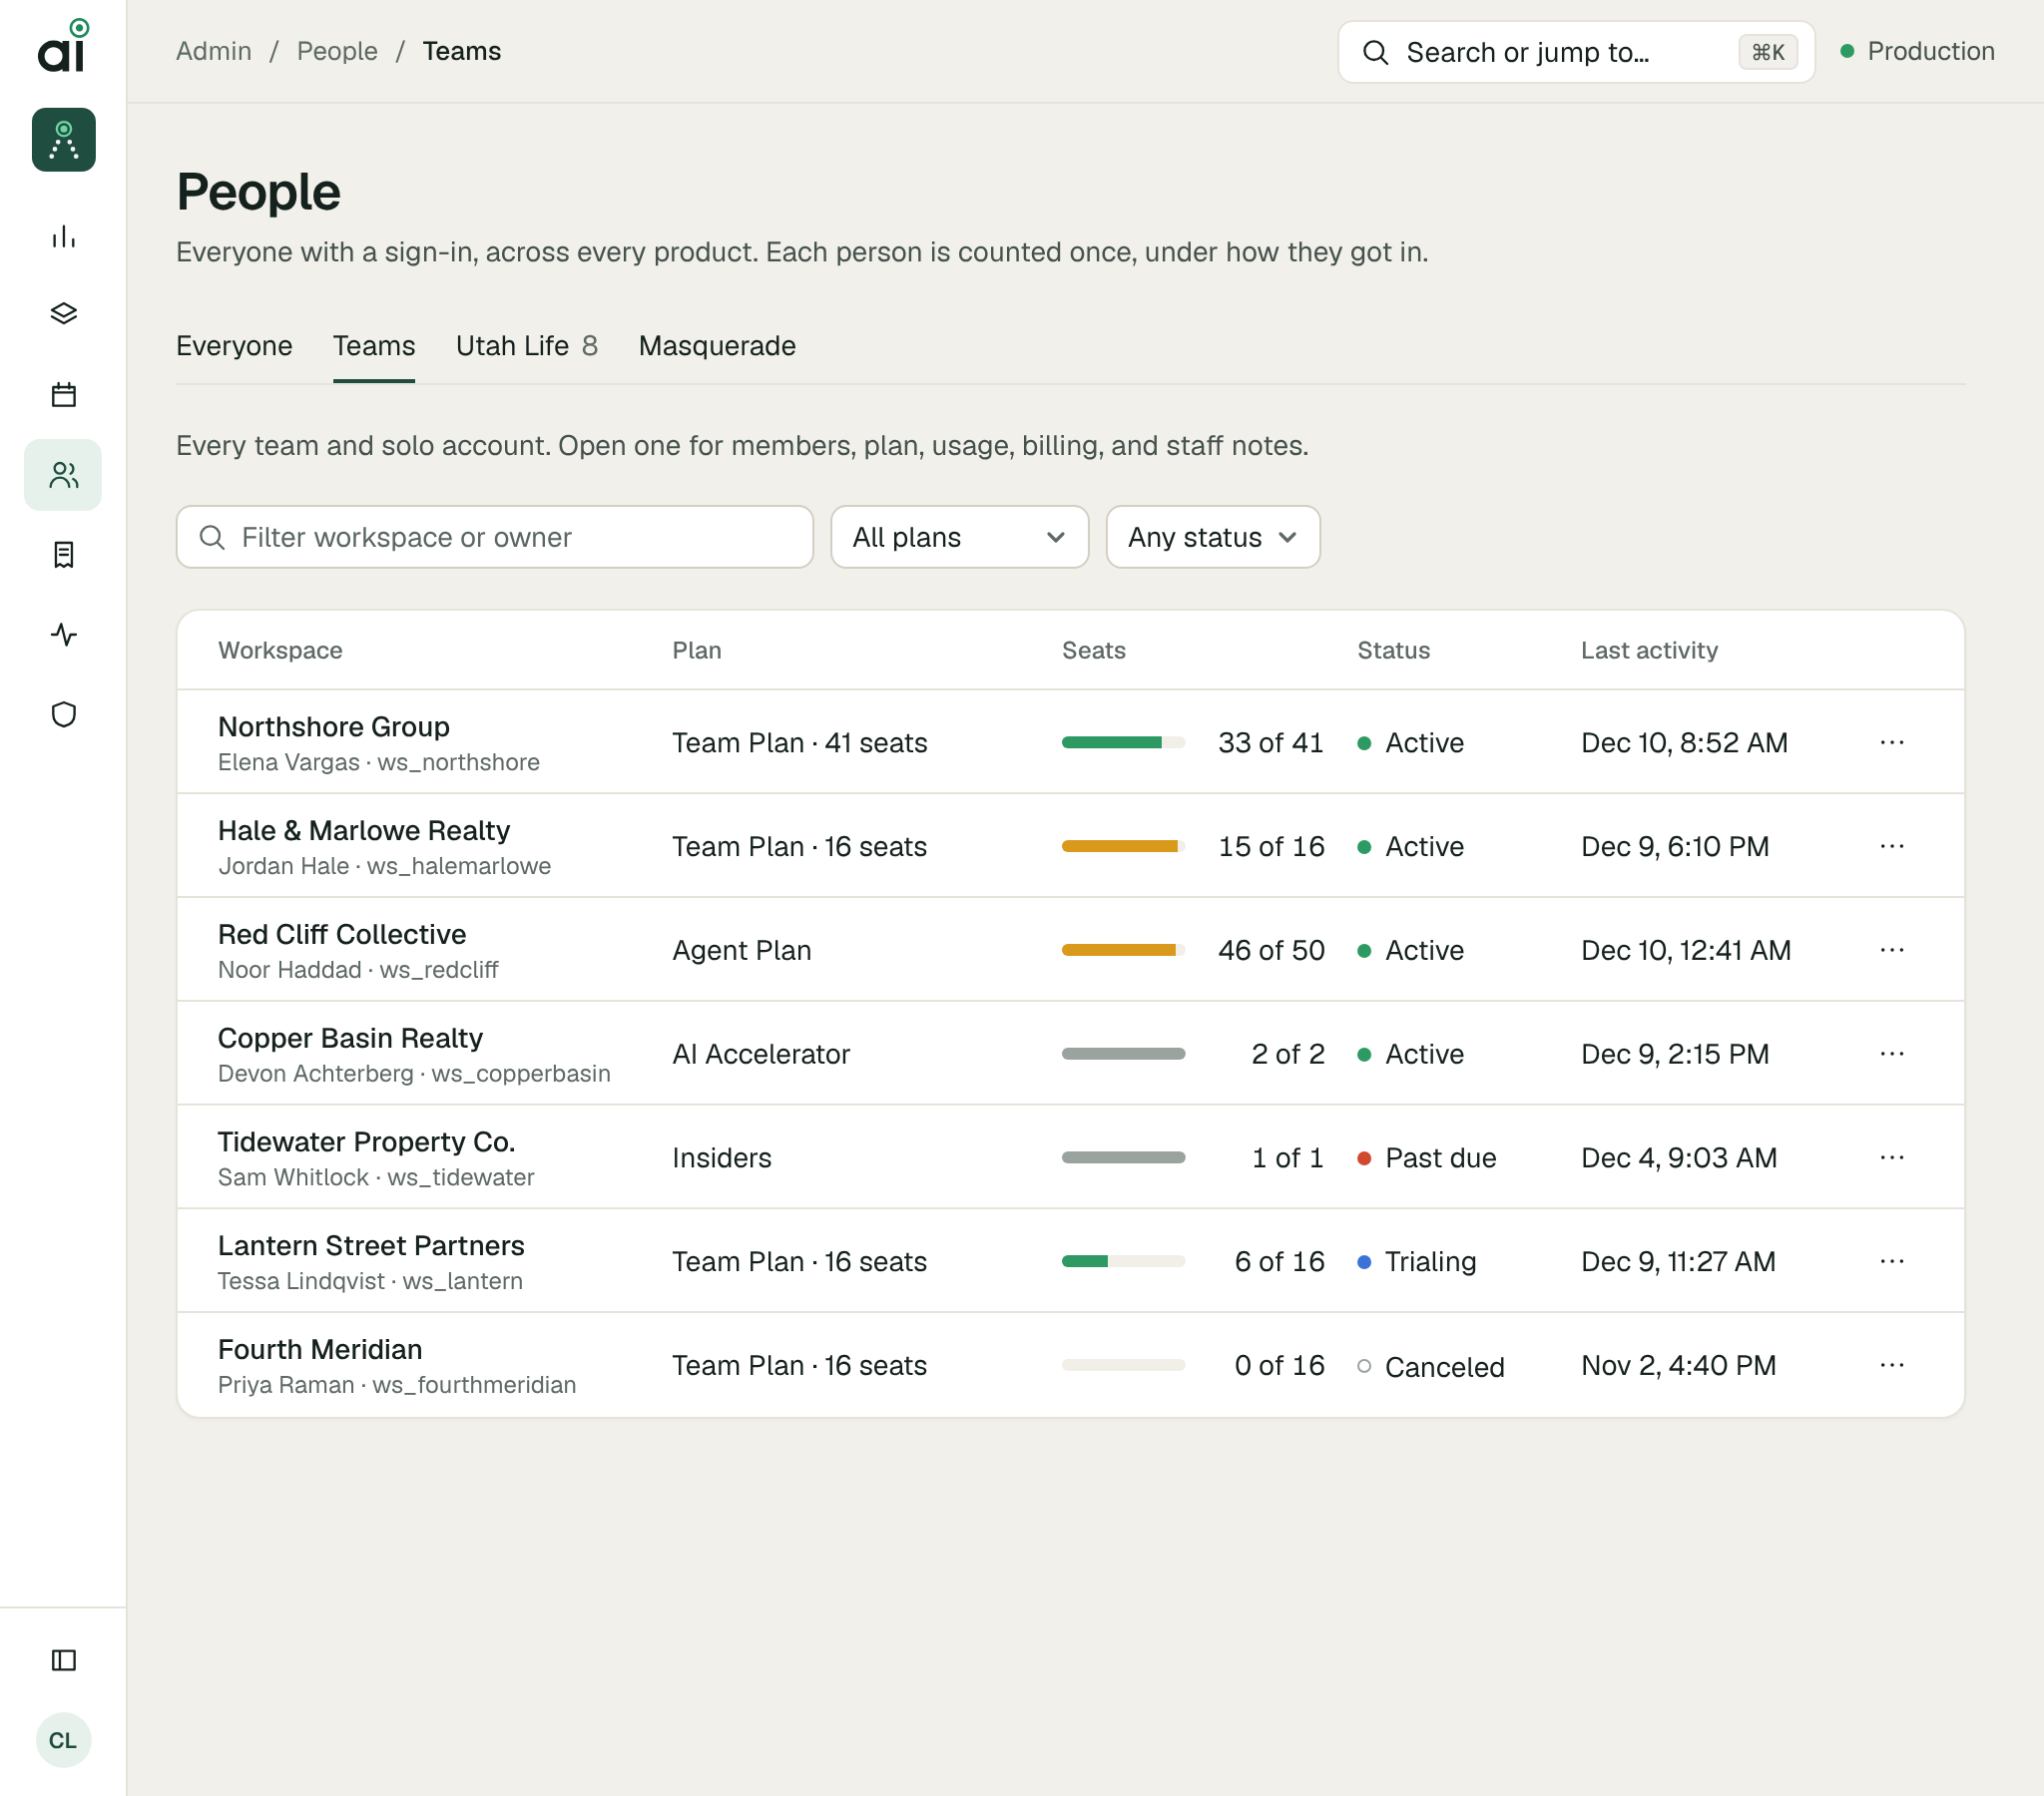 ai
Admin / People / Teams
Search or jump to... ⌘K
Production
People
Everyone with a sign-in, across every product. Each person is counted once, under how they got in.
Everyone Teams Utah Life 8 Masquerade
Every team and solo account. Open one for members, plan, usage, billing, and staff notes.
Filter workspace or owner All plans Any status
Workspace Plan Seats Status Last activity
Northshore Group
Elena Vargas · ws_northshore
Team Plan · 41 seats 33 of 41 Active Dec 10, 8:52 AM
Hale & Marlowe Realty
Jordan Hale · ws_halemarlowe
Team Plan · 16 seats 15 of 16 Active Dec 9, 6:10 PM
Red Cliff Collective
Noor Haddad · ws_redcliff
Agent Plan 46 of 50 Active Dec 10, 12:41 AM
Copper Basin Realty
Devon Achterberg · ws_copperbasin
AI Accelerator 2 of 2 Active Dec 9, 2:15 PM
Tidewater Property Co.
Sam Whitlock · ws_tidewater
Insiders 1 of 1 Past due Dec 4, 9:03 AM
Lantern Street Partners
Tessa Lindqvist · ws_lantern
Team Plan · 16 seats 6 of 16 Trialing Dec 9, 11:27 AM
Fourth Meridian
Priya Raman · ws_fourthmeridian
Team Plan · 16 seats 0 of 16 Canceled Nov 2, 4:40 PM
CL